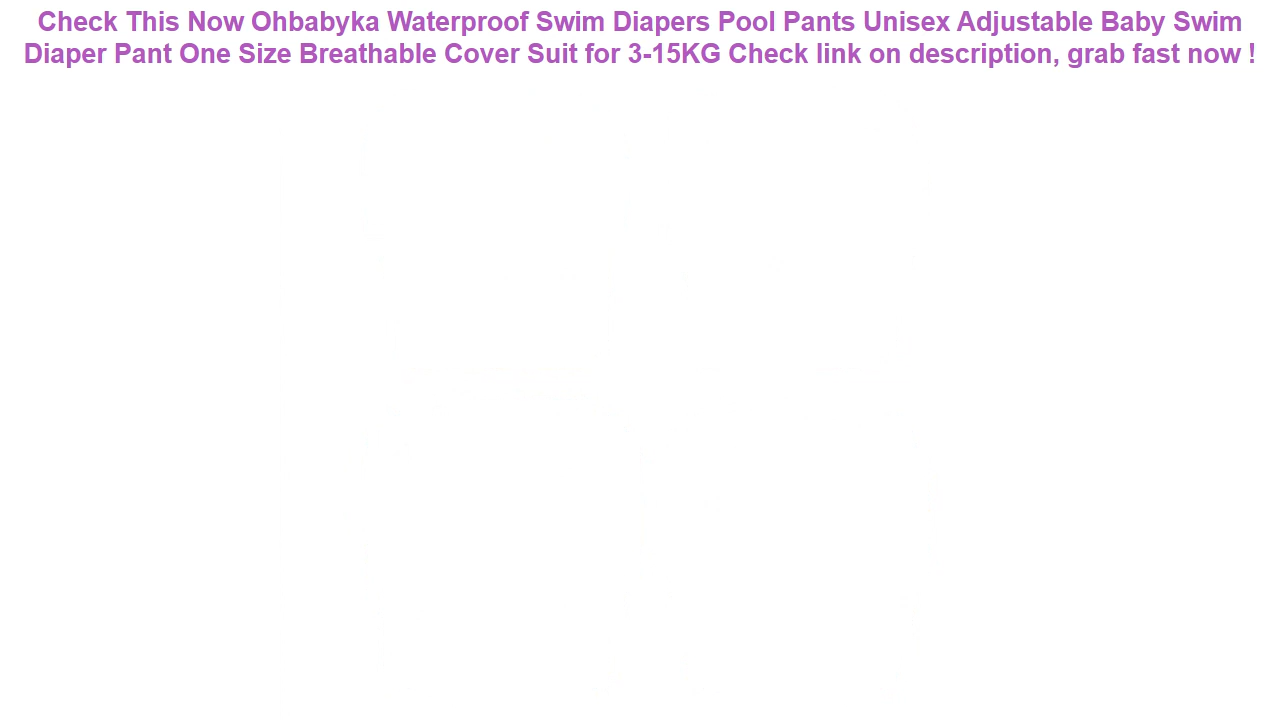 Check This Now Ohbabyka Waterproof Swim Diapers Pool Pants Unisex Adjustable Baby Swim
Diaper Pant One Size Breathable Cover Suit for 3-15KG Check link on description, grab fast now !